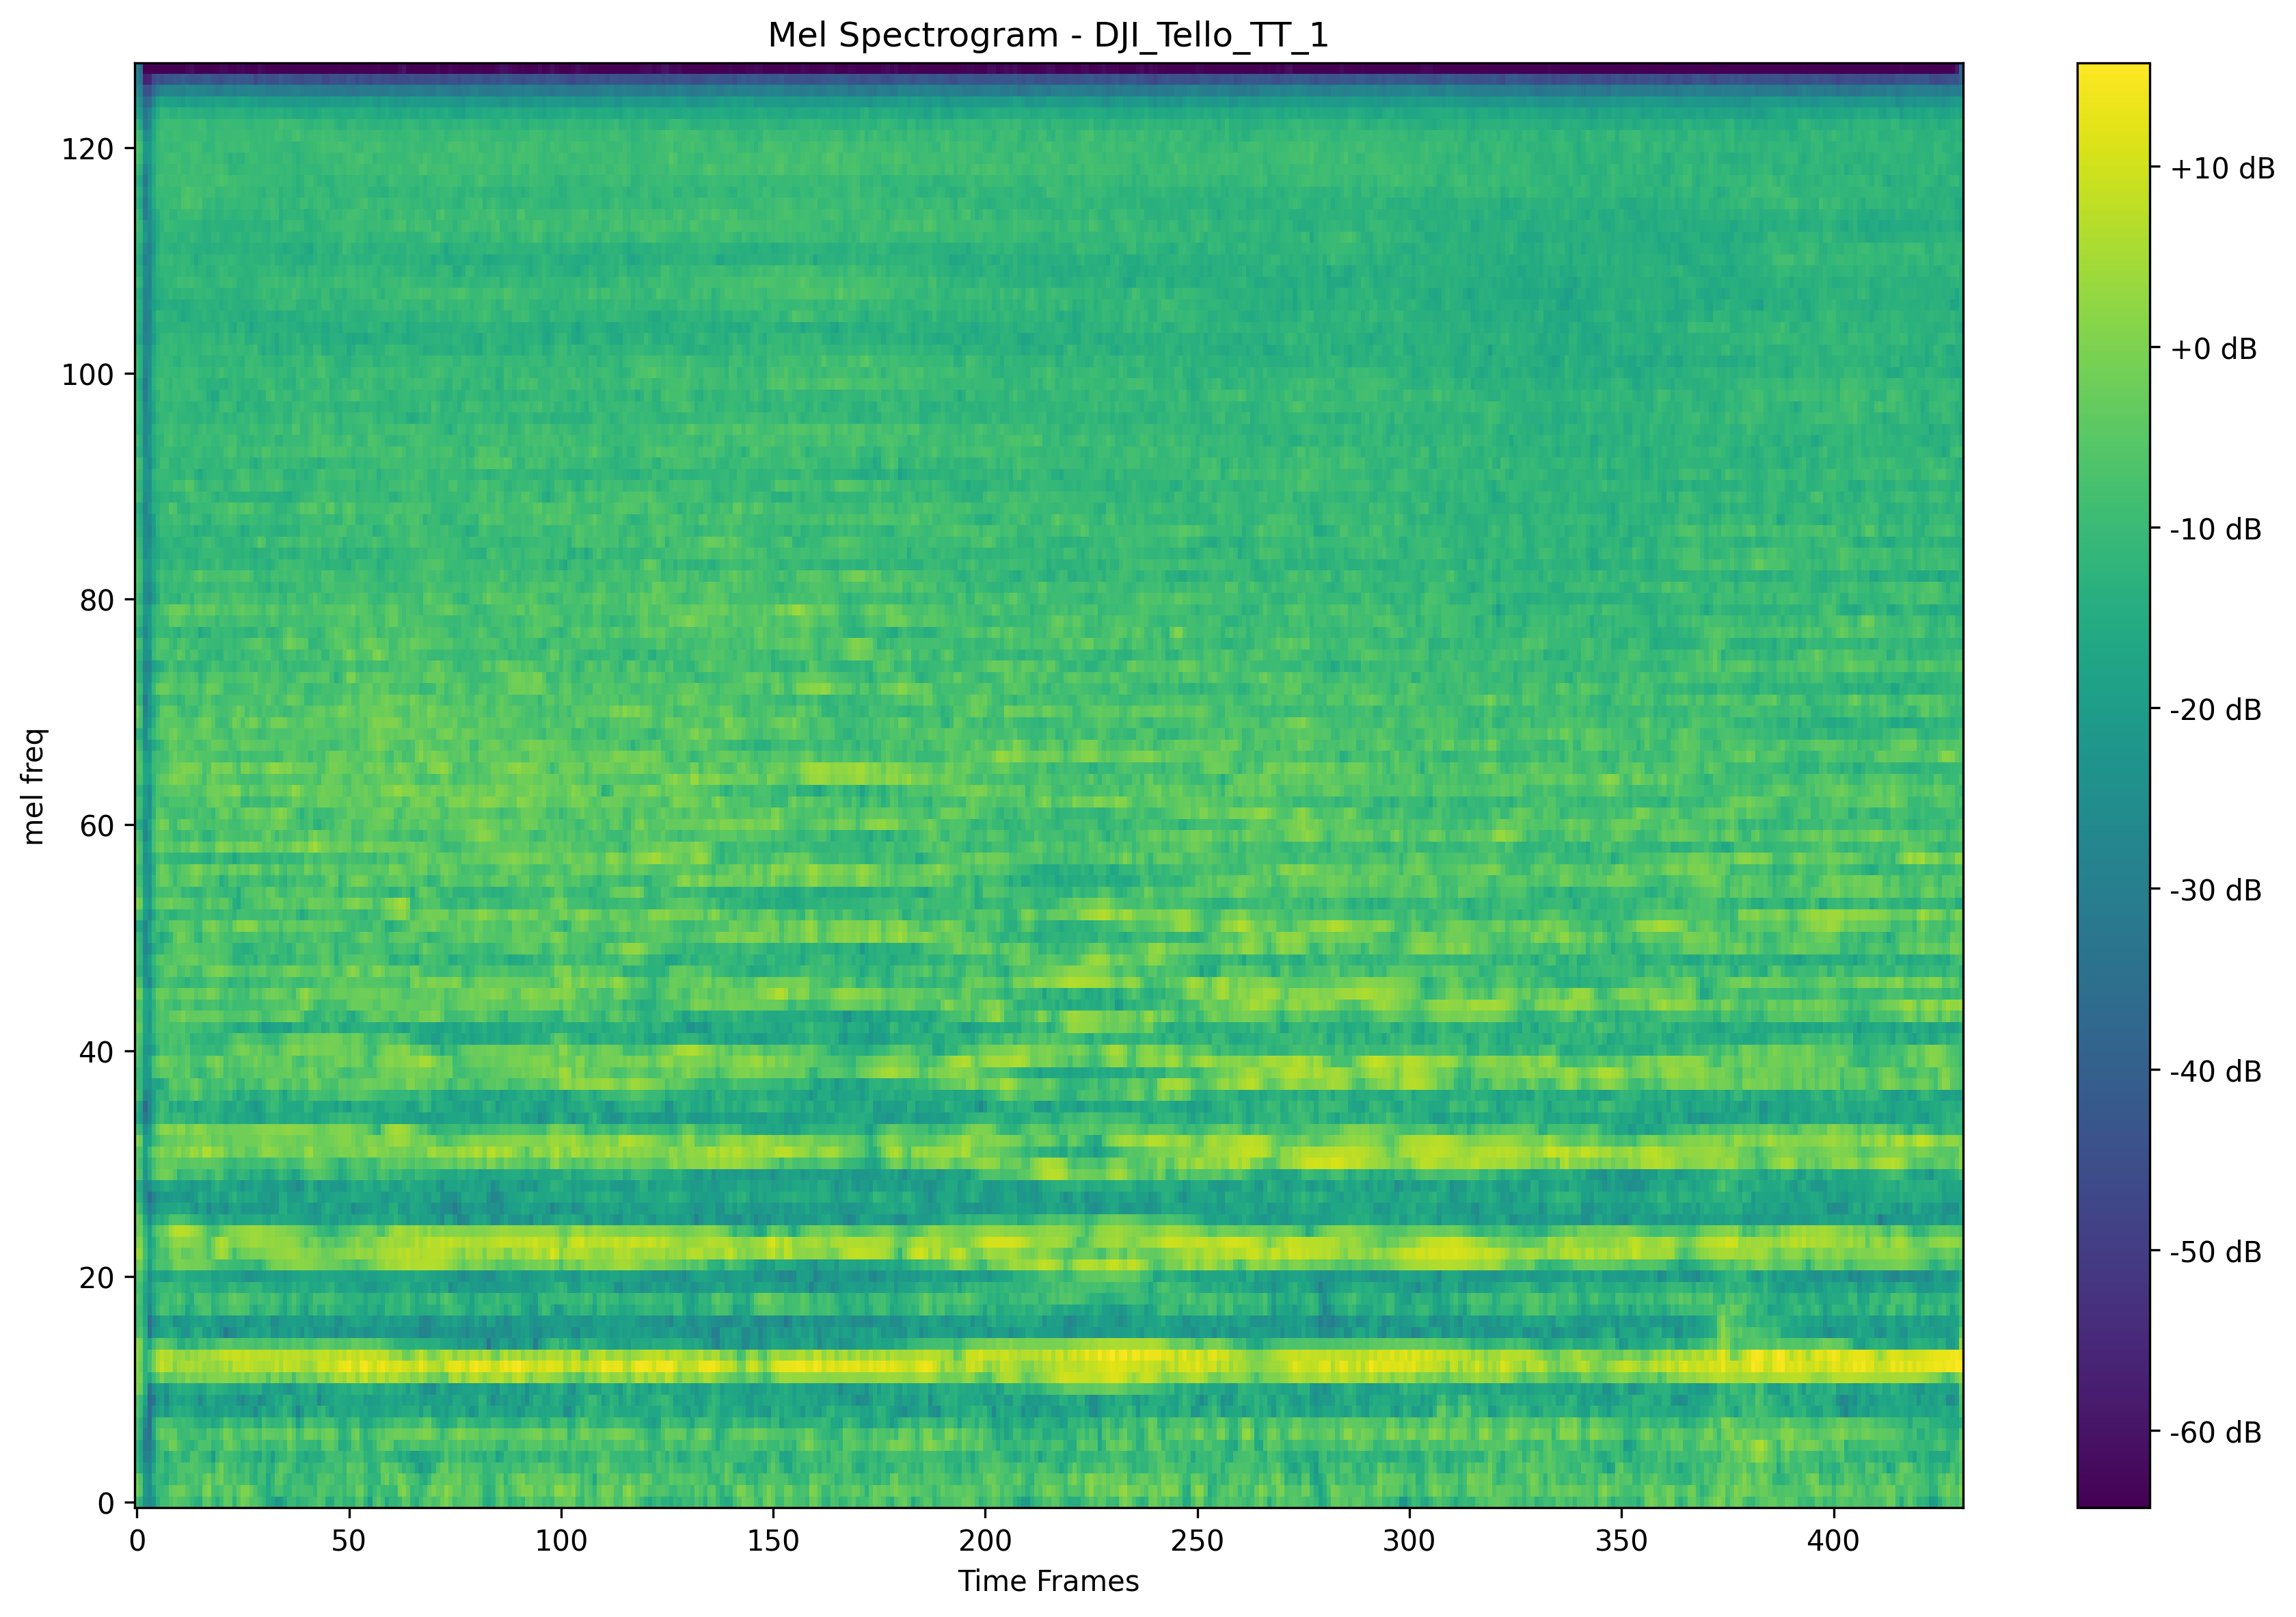 Mel Spectrogram - DJI_Tello_TT_1
mel freq
120
100
80
60
40
20
0
0 50 100 150 200 250 300 350 400
Time Frames
+10 dB
+0 dB
-10 dB
-20 dB
-30 dB
-40 dB
-50 dB
-60 dB